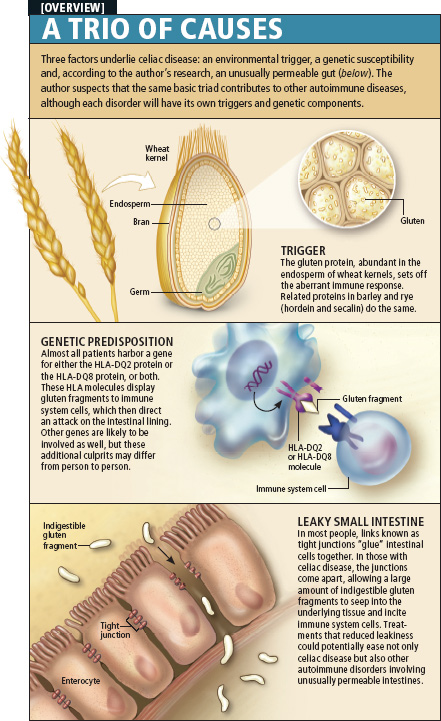 [OVERVIEW]
A TRIO OF CAUSES
Three factors underlie celiac disease: an environmental trigger, a genetic susceptibility
and, according to the author's research, an unusually permeable gut (below). The
author suspects that the same basic triad contributes to other autoimmune diseases,
although each disorder will have its own triggers and genetic components.
Wheat
kernel
Endosperm
Bran
Germ
Gluten
TRIGGER
The gluten protein, abundant in the
endosperm of wheat kernels, sets off
the aberrant immune response.
Related proteins in barley and rye
(hordein and secalin) do the same.
GENETIC PREDISPOSITION
Almost all patients harbor a gene
for either the HLA-DQ2 protein or
the HLA-DQ8 protein, or both.
These HLA molecules display
gluten fragments to immune
system cells, which then direct
an attack on the intestinal lining.
Other genes are likely to be
involved as well, but these
additional culprits may differ
from person to person.
Gluten fragment
HLA-DQ2
or HLA-DQ8
molecule
Immune system cell
Indigestible
gluten
fragment
Tight
junction
Enterocyte
LEAKY SMALL INTESTINE
In most people, links known as
tight junctions "glue" intestinal
cells together. In those with
celiac disease, the junctions
come apart, allowing a large
amount of indigestible gluten
fragments to seep into the
underlying tissue and incite
immune system cells. Treat-
ments that reduced leakiness
could potentially ease not only
celiac disease but also other
autoimmune disorders involving
unusually permeable intestines.